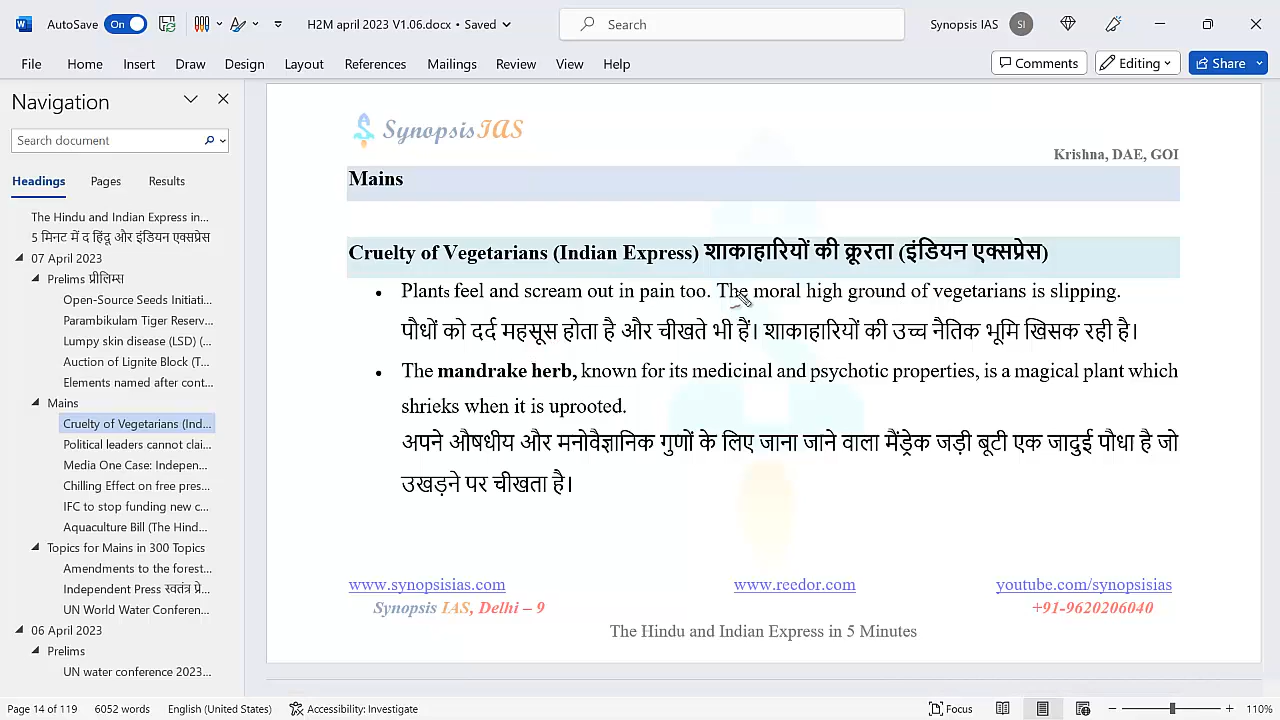 AutoSave On H2M april 2023 V1.06.docx • Saved Search Synopsis IAS SI
File Home Insert Draw Design Layout References Mailings Review View Help Comments Editing Share
Navigation
Search document
Headings Pages Results
The Hindu and Indian Express in...
5 मिनट में द हिंदू और इंडियन एक्सप्रेस
07 April 2023
Prelims प्रीलिम्स
Open-Source Seeds Initiati...
Parambikulam Tiger Reserv...
Lumpy skin disease (LSD) (...
Auction of Lignite Block (T...
Elements named after cont...
Mains
Cruelty of Vegetarians (Ind...
Political leaders cannot clai...
Media One Case: Indepen...
Chilling Effect on free pres...
IFC to stop funding new c...
Aquaculture Bill (The Hind...
Topics for Mains in 300 Topics
Amendments to the forest...
Independent Press स्वतंत्र प्रे...
UN World Water Conferen...
06 April 2023
Prelims
UN water conference 2023...
SynopsisIAS
Krishna, DAE, GOI
Mains
Cruelty of Vegetarians (Indian Express) शाकाहारियों की क्रूरता (इंडियन एक्सप्रेस)
• Plants feel and scream out in pain too. The moral high ground of vegetarians is slipping.
पौधों को दर्द महसूस होता है और चीखते भी हैं। शाकाहारियों की उच्च नैतिक भूमि खिसक रही है।
• The mandrake herb, known for its medicinal and psychotic properties, is a magical plant which
shrieks when it is uprooted.
अपने औषधीय और मनोवैज्ञानिक गुणों के लिए जाना जाने वाला मैंड्रेक जड़ी बूटी एक जादुई पौधा है जो
उखड़ने पर चीखता है।
www.synopsisias.com www.reedor.com youtube.com/synopsisias
Synopsis IAS, Delhi – 9 +91-9620206040
The Hindu and Indian Express in 5 Minutes
Page 14 of 119 6052 words English (United States) Accessibility: Investigate Focus 110%